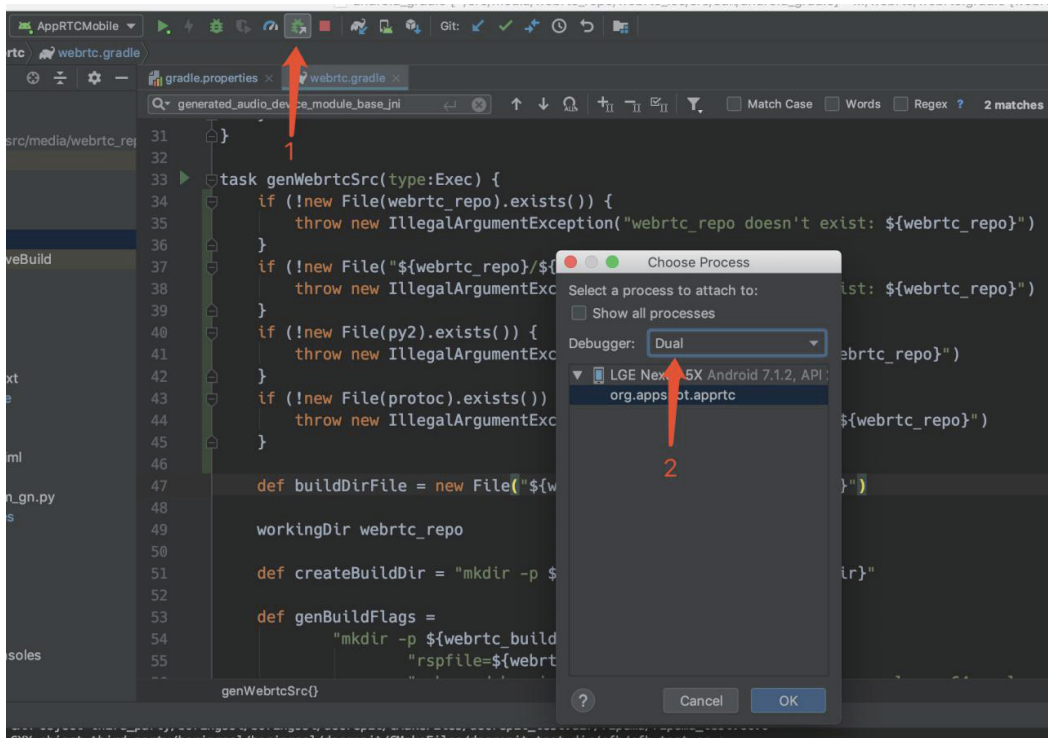 AppRTCMobile
Git:
rtc
webrtc.gradle
gradle.properties
webrtc.gradle
generated_audio_device_module_base_jni
Match Case
Words
Regex
?
2 matches
src/media/webrtc_rep
31 }
1
32
33 task genWebrtcSrc(type:Exec) {
34 if (!new File(webrtc_repo).exists()) {
35 throw new IllegalArgumentException("webrtc_repo doesn't exist: ${webrtc_repo}")
36 }
veBuild
37 if (!new File("${webrtc_repo}/${
38 throw new IllegalArgumentExc ist: ${webrtc_repo}")
39 }
40 if (!new File(py2).exists()) {
41 throw new IllegalArgumentExc ebrtc_repo}")
xt
42 }
43 if (!new File(protoc).exists())
44 throw new IllegalArgumentExc ${webrtc_repo}")
45 }
ml
46
47 def buildDirFile = new File("${w }")
n_gn.py
48
s
49 workingDir webrtc_repo
50
51 def createBuildDir = "mkdir -p $ ir}"
52
53 def genBuildFlags =
54 "mkdir -p ${webrtc_build
55 "rspfile=${webrt
soles
genWebrtcSrc{}
Choose Process
Select a process to attach to:
Show all processes
Debugger:
Dual
LGE Nexus 5X Android 7.1.2, API
org.appspot.apprtc
2
?
Cancel
OK